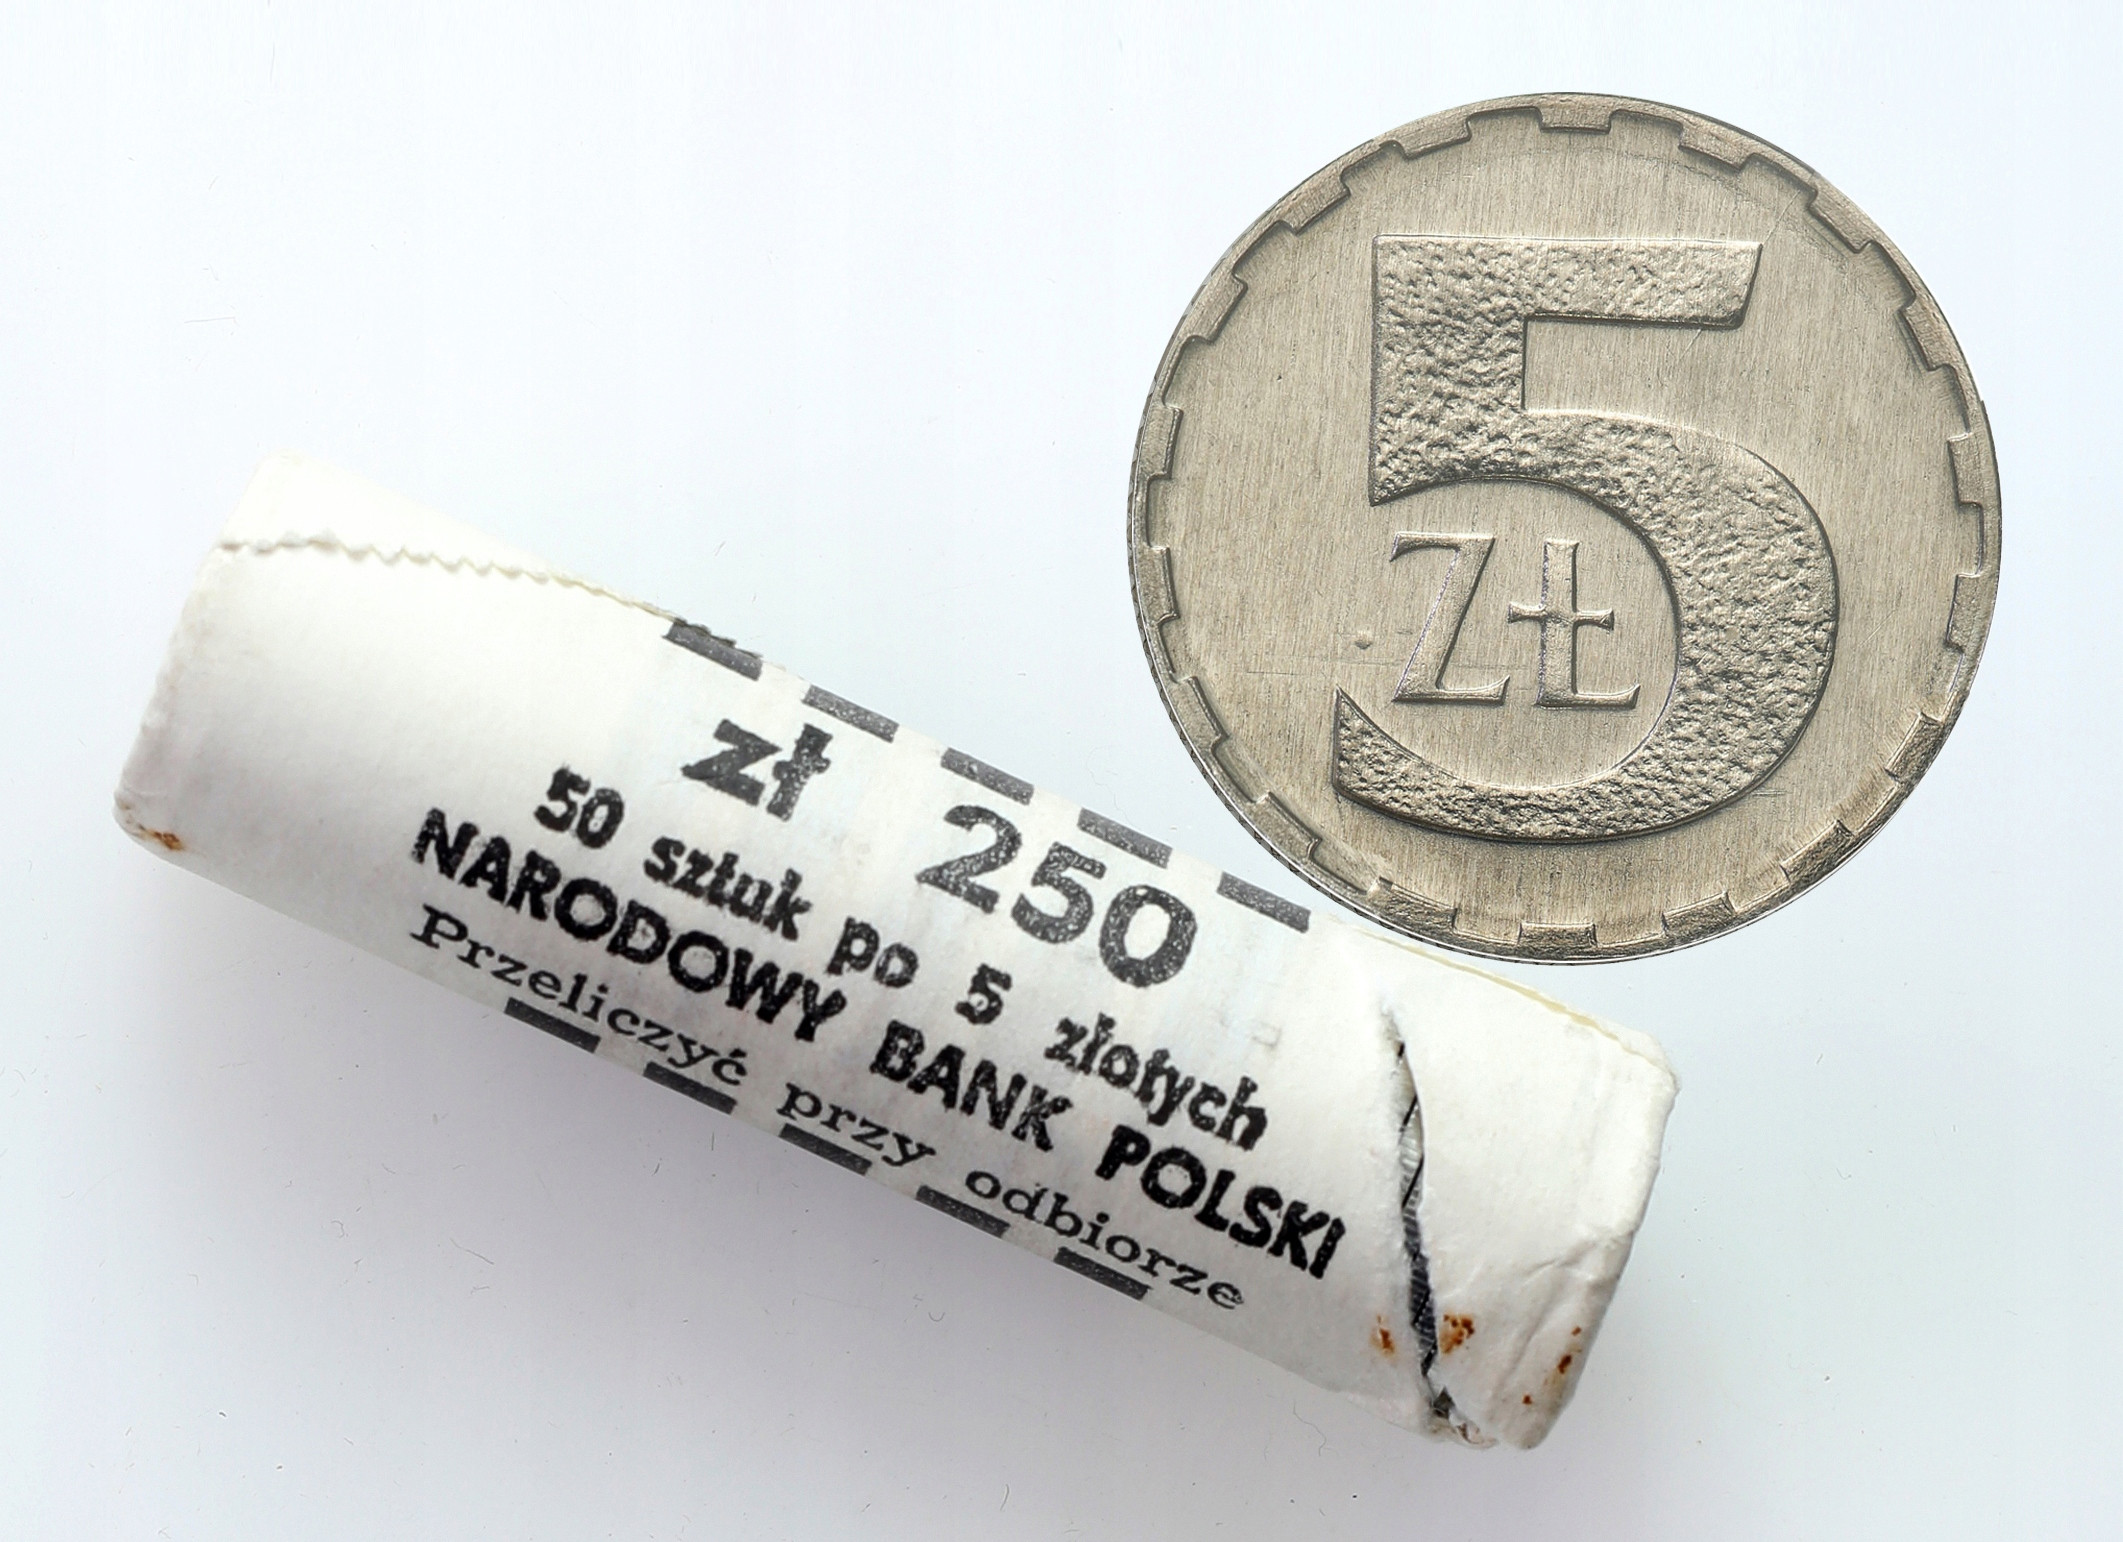 5
ZŁ
zł 250
50 sztuk po 5 złotych
NARODOWY BANK POLSKI
Przeliczyć przy odbiorze